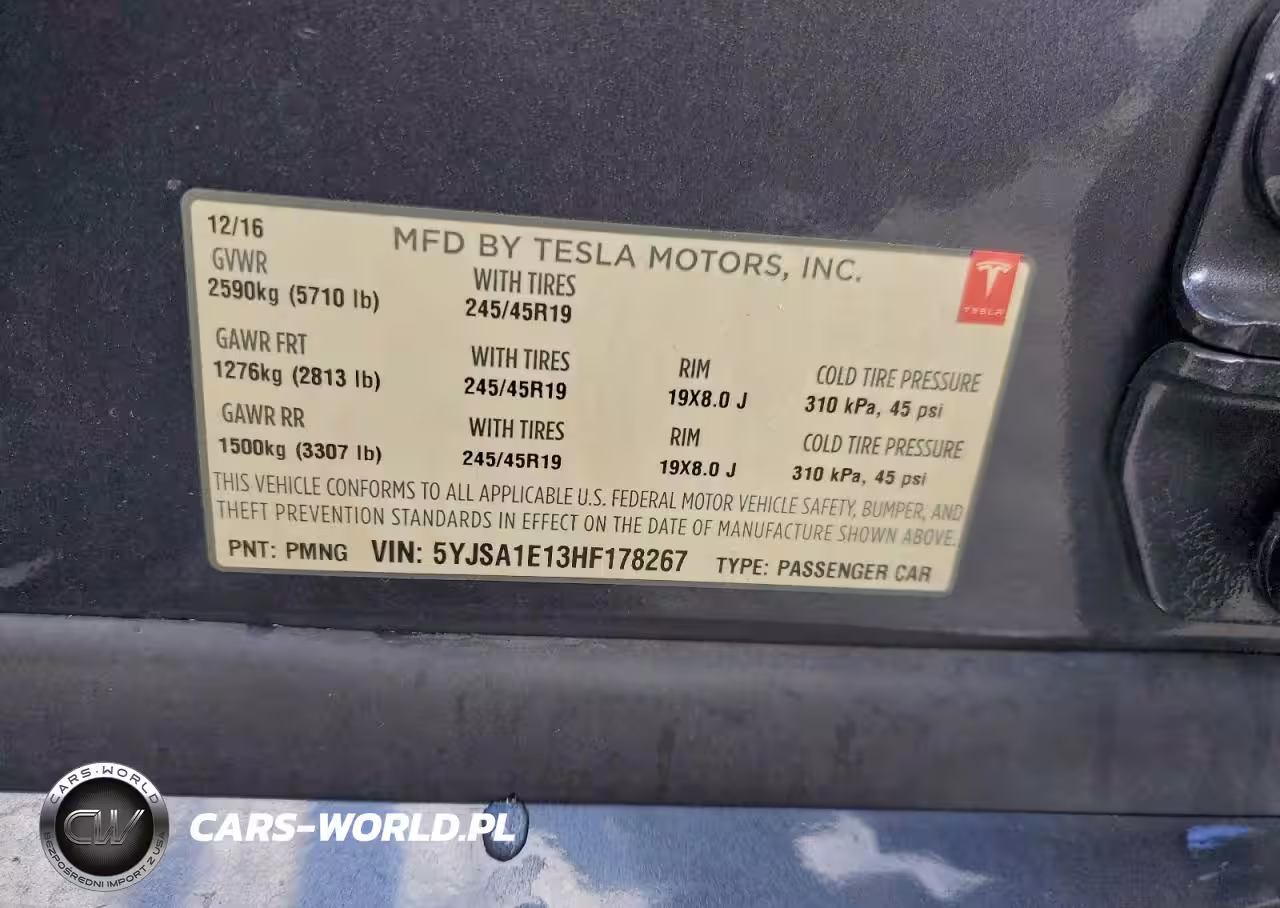 12/16
MFD BY TESLA MOTORS, INC.
TESLA
GVWR
2590kg (5710 lb)
WITH TIRES
245/45R19
GAWR FRT
1276kg (2813 lb)
WITH TIRES
245/45R19
RIM
19X8.0 J
COLD TIRE PRESSURE
310 kPa, 45 psi
GAWR RR
1500kg (3307 lb)
WITH TIRES
245/45R19
RIM
19X8.0 J
COLD TIRE PRESSURE
310 kPa, 45 psi
THIS VEHICLE CONFORMS TO ALL APPLICABLE U.S. FEDERAL MOTOR VEHICLE SAFETY, BUMPER, AND
THEFT PREVENTION STANDARDS IN EFFECT ON THE DATE OF MANUFACTURE SHOWN ABOVE.
PNT: PMNG VIN: 5YJSA1E13HF178267 TYPE: PASSENGER CAR
CARS-WORLD
CW
BEZPOŚREDNI IMPORT Z USA
CARS-WORLD.PL